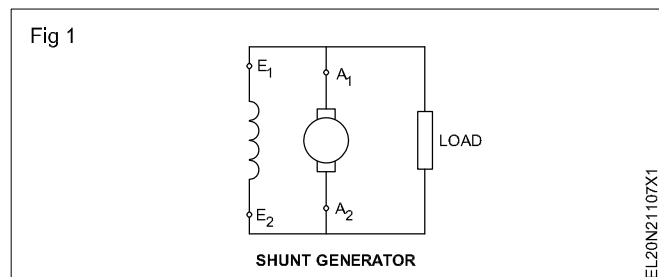 Fig 1
E1
A1
LOAD
E2
A2
SHUNT GENERATOR
EL20N21107X1